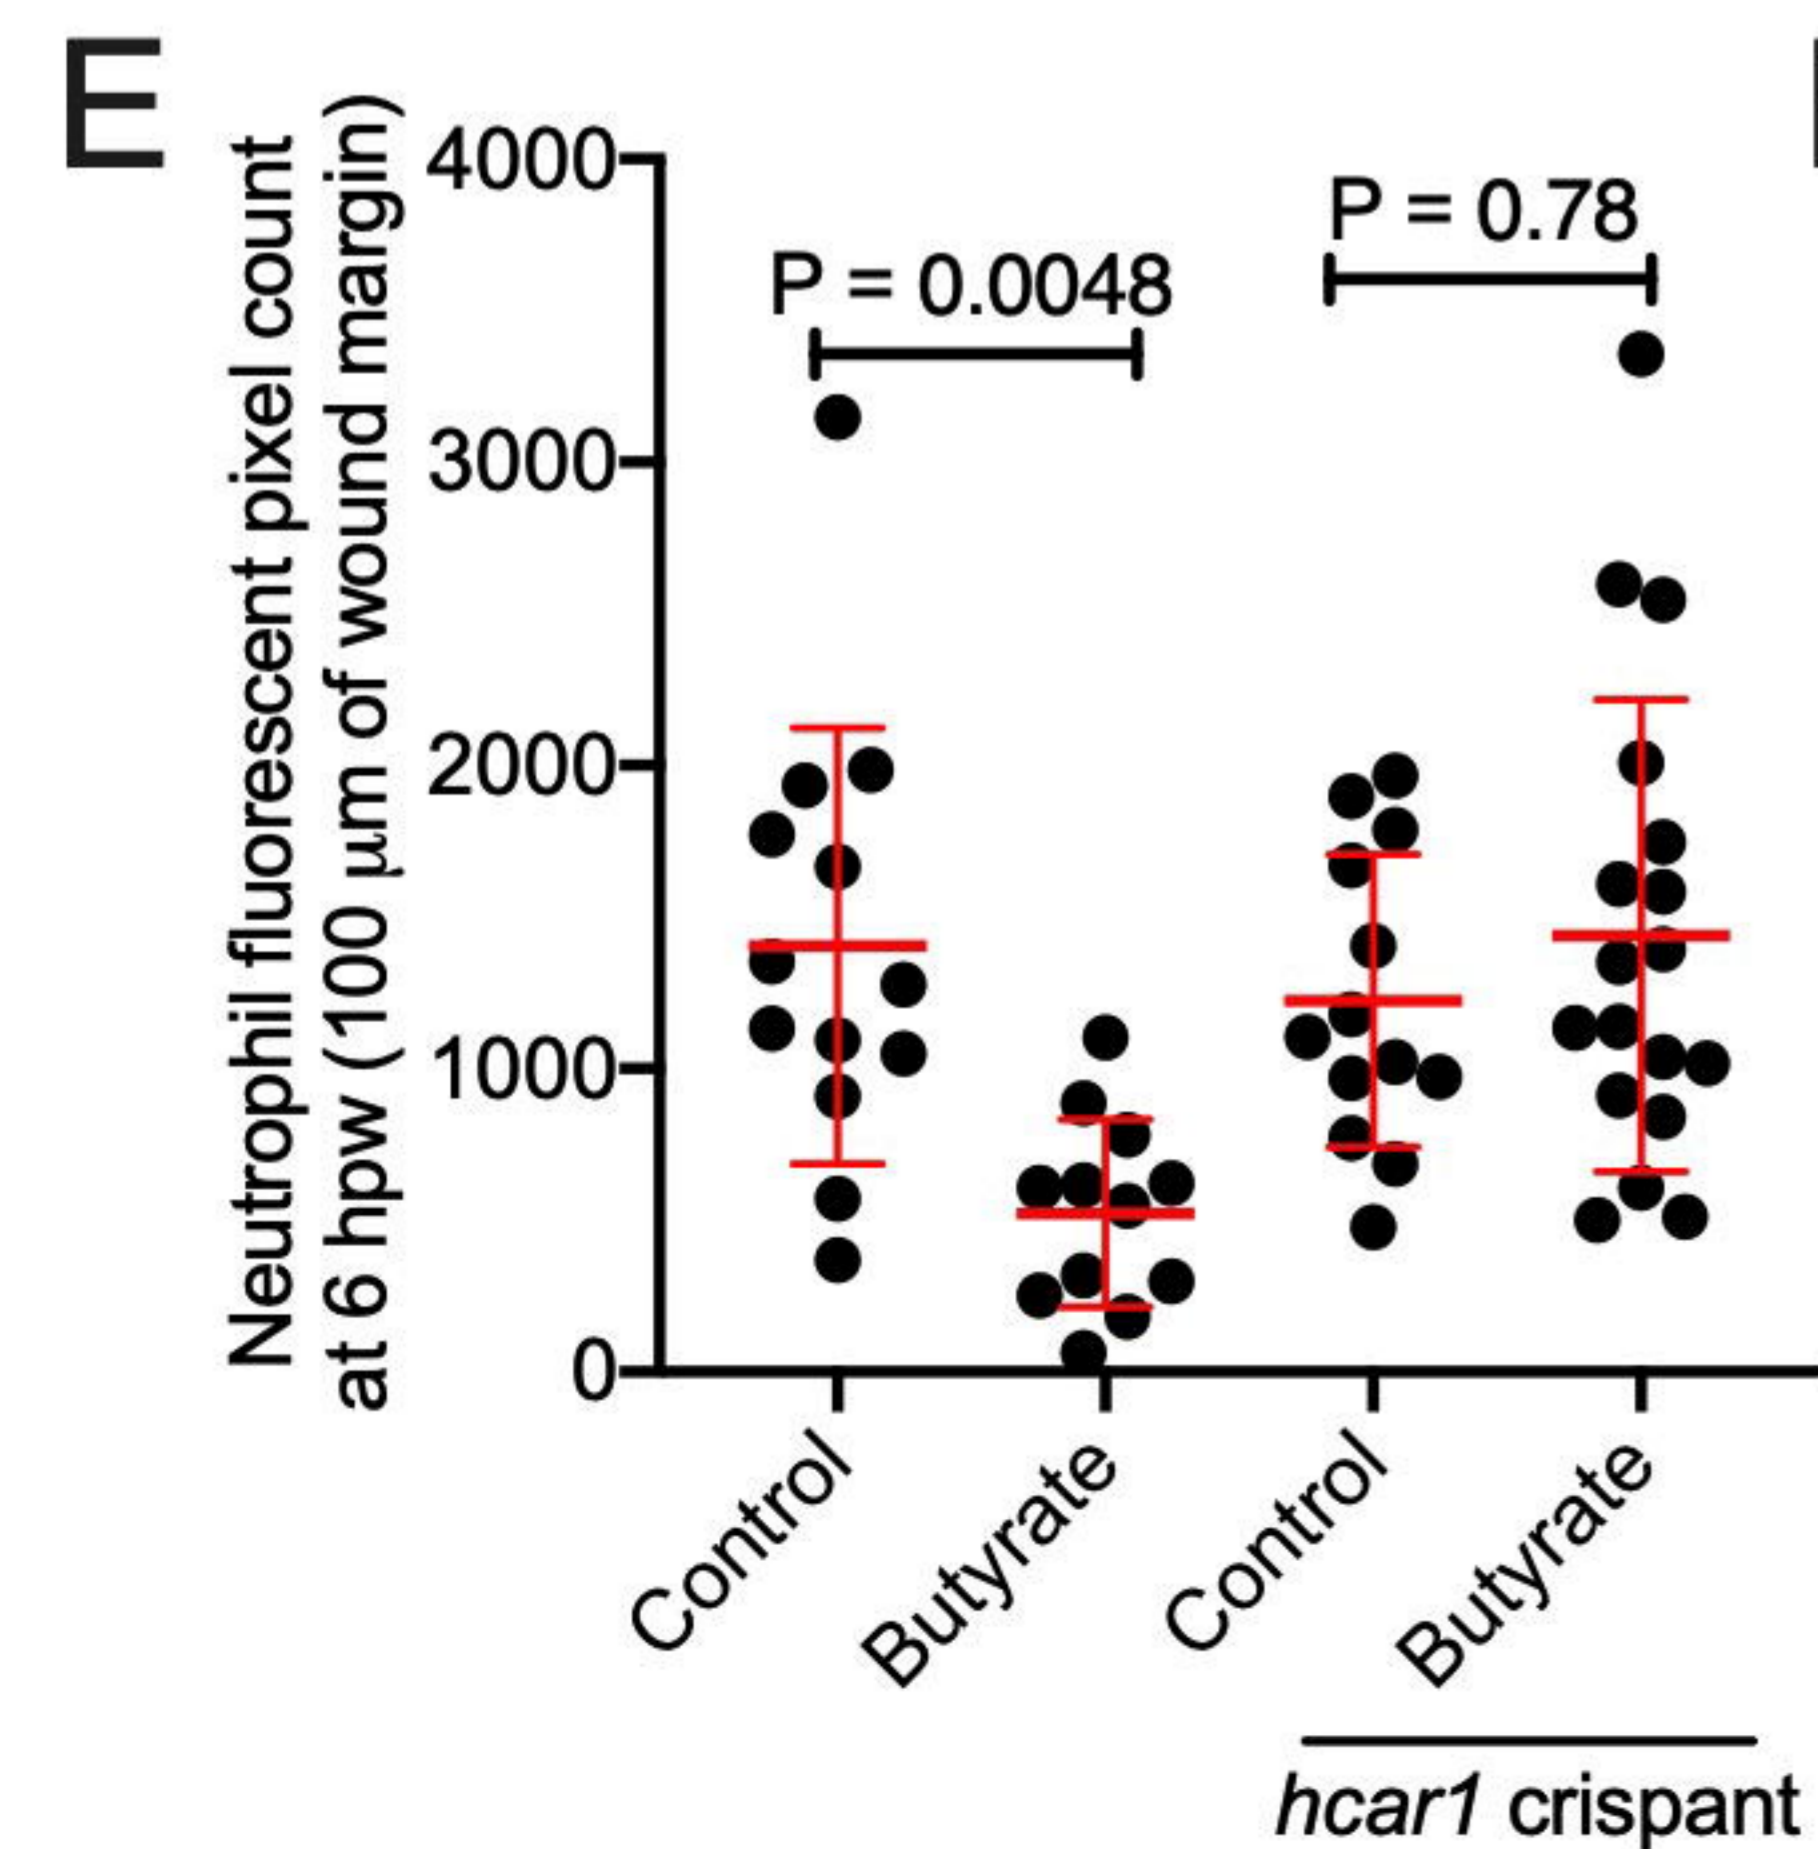 E
Neutrophil fluorescent pixel count
at 6 hpw (100 μm of wound margin)
4000
3000
2000
1000
0
P = 0.0048
P = 0.78
Control
Butyrate
Control
Butyrate
hcar1 crispant